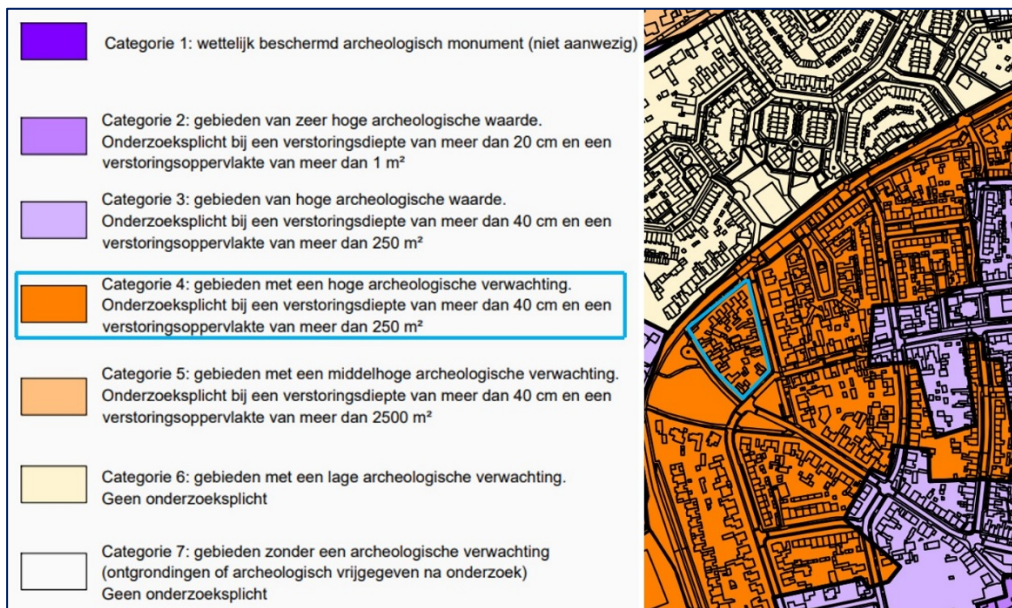 Categorie 1: wettelijk beschermd archeologisch monument (niet aanwezig)
Categorie 2: gebieden van zeer hoge archeologische waarde.
Onderzoeksplicht bij een verstoringsdiepte van meer dan 20 cm en een
verstoringsoppervlakte van meer dan 1 m²
Categorie 3: gebieden van hoge archeologische waarde.
Onderzoeksplicht bij een verstoringsdiepte van meer dan 40 cm en een
verstoringsoppervlakte van meer dan 250 m²
Categorie 4: gebieden met een hoge archeologische verwachting.
Onderzoeksplicht bij een verstoringsdiepte van meer dan 40 cm en een
verstoringsoppervlakte van meer dan 250 m²
Categorie 5: gebieden met een middelhoge archeologische verwachting.
Onderzoeksplicht bij een verstoringsdiepte van meer dan 40 cm en een
verstoringsoppervlakte van meer dan 2500 m²
Categorie 6: gebieden met een lage archeologische verwachting.
Geen onderzoeksplicht
Categorie 7: gebieden zonder een archeologische verwachting
(ontgrondingen of archeologisch vrijgegeven na onderzoek)
Geen onderzoeksplicht